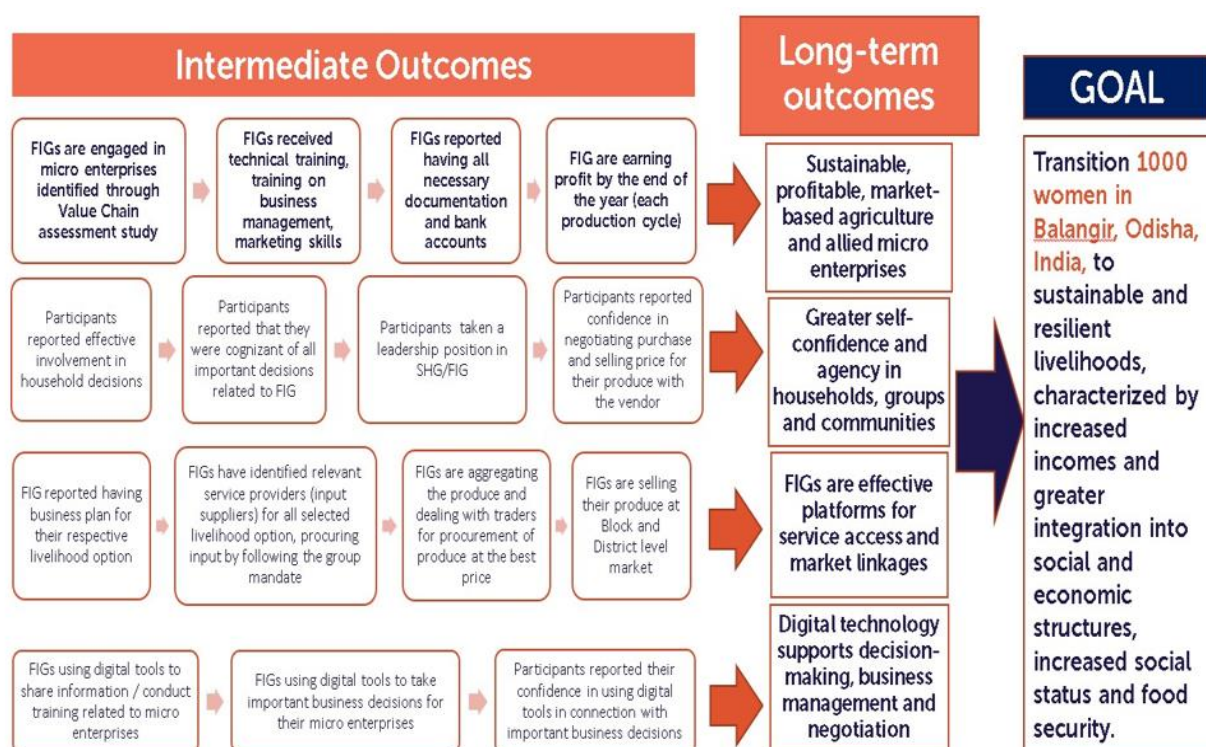 Intermediate Outcomes
Long-term
outcomes
GOAL
FIGs are engaged in
micro enterprises
identified through
Value Chain
assessment study
FIGs received
technical training,
training on
business
management,
marketing skills
FIGs reported
having all
necessary
documentation
and bank
accounts
FIG are earning
profit by the end of
the year (each
production cycle)
Sustainable,
profitable, market-
based agriculture
and allied micro
enterprises
Participants
reported effective
involvement in
household decisions
Participants
reported that they
were cognizant of all
important decisions
related to FIG
Participants taken a
leadership position in
SHG/FIG
Participants reported
confidence in
negotiating purchase
and selling price for
their produce with
the vendor
Greater self-
confidence and
agency in
households, groups
and communities
FIG reported having
business plan for
their respective
livelihood option
FIGs have identified relevant
service providers (input
suppliers) for all selected
livelihood option, procuring
input by following the group
mandate
FIGs are aggregating
the produce and
dealing with traders
for procurement of
produce at the best
price
FIGs are selling
their produce at
Block and
District level
market
FIGs are effective
platforms for
service access and
market linkages
FIGs using digital tools to
share information / conduct
training related to micro
enterprises
FIGs using digital tools to take
important business decisions for
their micro enterprises
Participants reported their
confidence in using digital
tools in connection with
important business decisions
Digital technology
supports decision-
making, business
management and
negotiation
Transition 1000
women in
Balangir, Odisha,
India, to
sustainable and
resilient
livelihoods,
characterized by
increased
incomes and
greater
integration into
social and
economic
structures,
increased social
status and food
security.